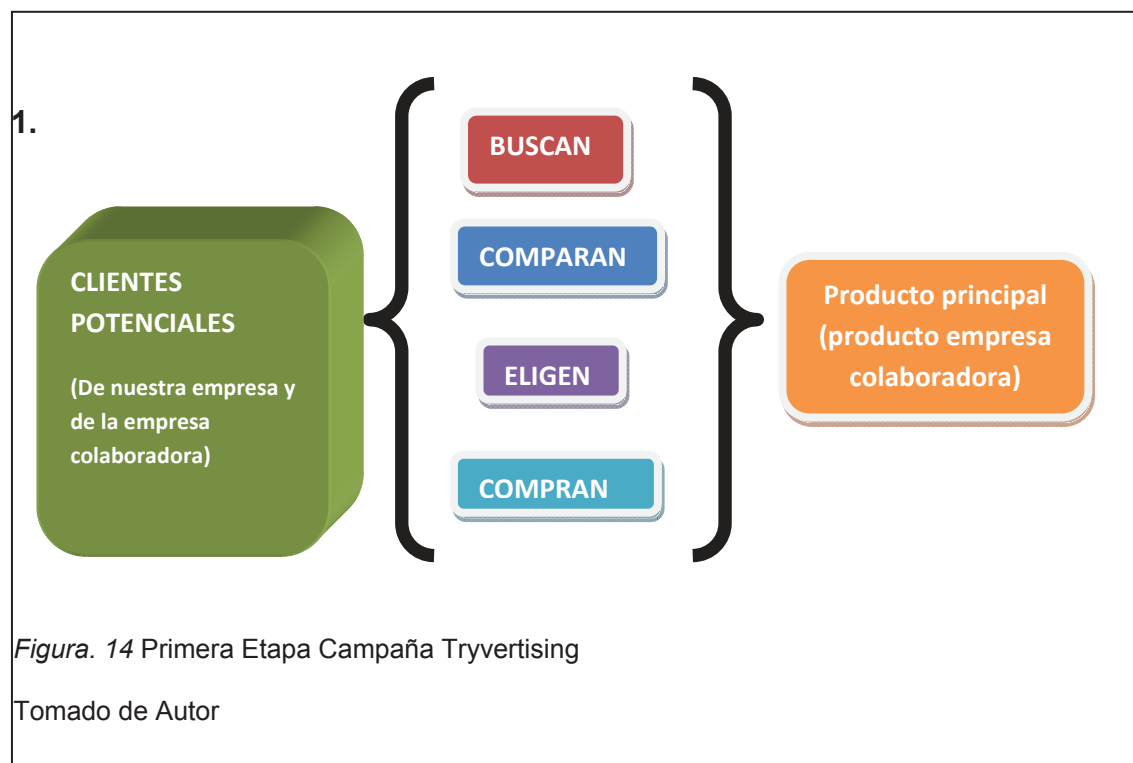 1.
CLIENTES
POTENCIALES
(De nuestra empresa y
de la empresa
colaboradora)
BUSCAN
COMPARAN
ELIGEN
COMPRAN
Producto principal
(producto empresa
colaboradora)
Figura. 14 Primera Etapa Campaña Tryvertising
Tomado de Autor